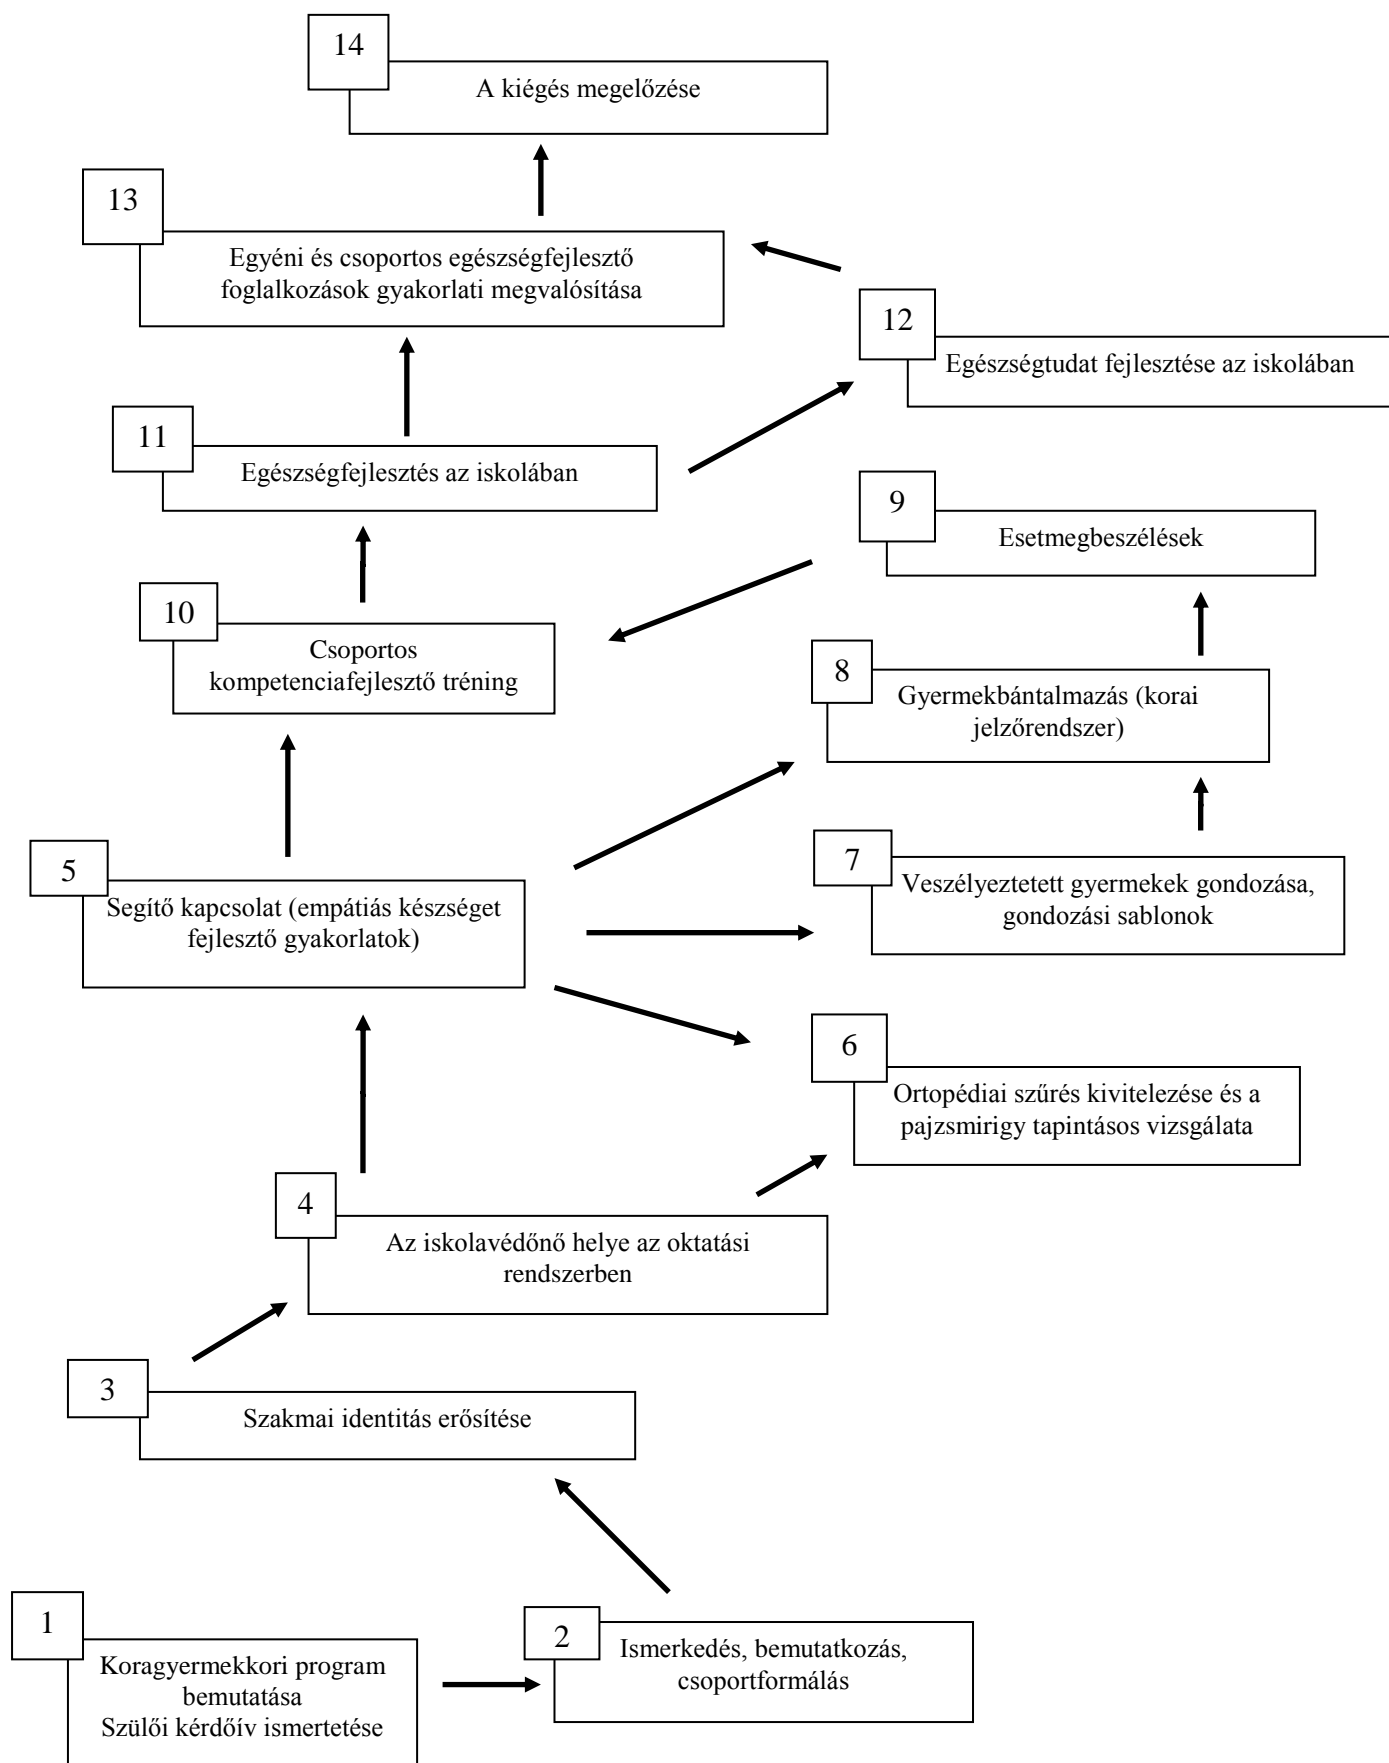 14
A kiégés megelőzése
13
Egyéni és csoportos egészségfejlesztő
foglalkozások gyakorlati megvalósítása
12
Egészségtudat fejlesztése az iskolában
11
Egészségfejlesztés az iskolában
9
Esetmegbeszélések
10
Csoportos
kompetenciafejlesztő tréning
8
Gyermekbántalmazás (korai
jelzőrendszer)
5
Segítő kapcsolat (empátiás készséget
fejlesztő gyakorlatok)
7
Veszélyeztetett gyermekek gondozása,
gondozási sablonok
6
Ortopédiai szűrés kivitelezése és a
pajzsmirigy tapintásos vizsgálata
4
Az iskolavédőnő helye az oktatási
rendszerben
3
Szakmai identitás erősítése
1
Koragyermekkori program
bemutatása
Szülői kérdőív ismertetése
2
Ismerkedés, bemutatkozás,
csoportformálás